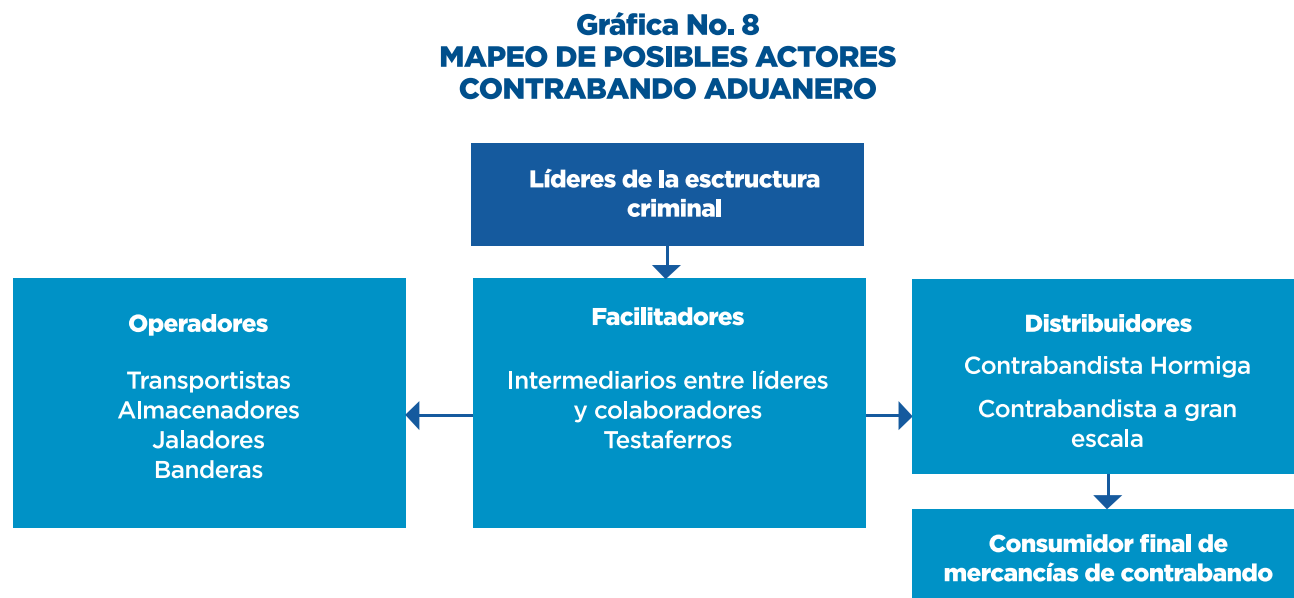 Gráfica No. 8
MAPEO DE POSIBLES ACTORES
CONTRABANDO ADUANERO
Líderes de la esctructura
criminal
Operadores
Transportistas
Almacenadores
Jaladores
Banderas
Facilitadores
Intermediarios entre líderes
y colaboradores
Testaferros
Distribuidores
Contrabandista Hormiga
Contrabandista a gran
escala
Consumidor final de
mercancías de contrabando